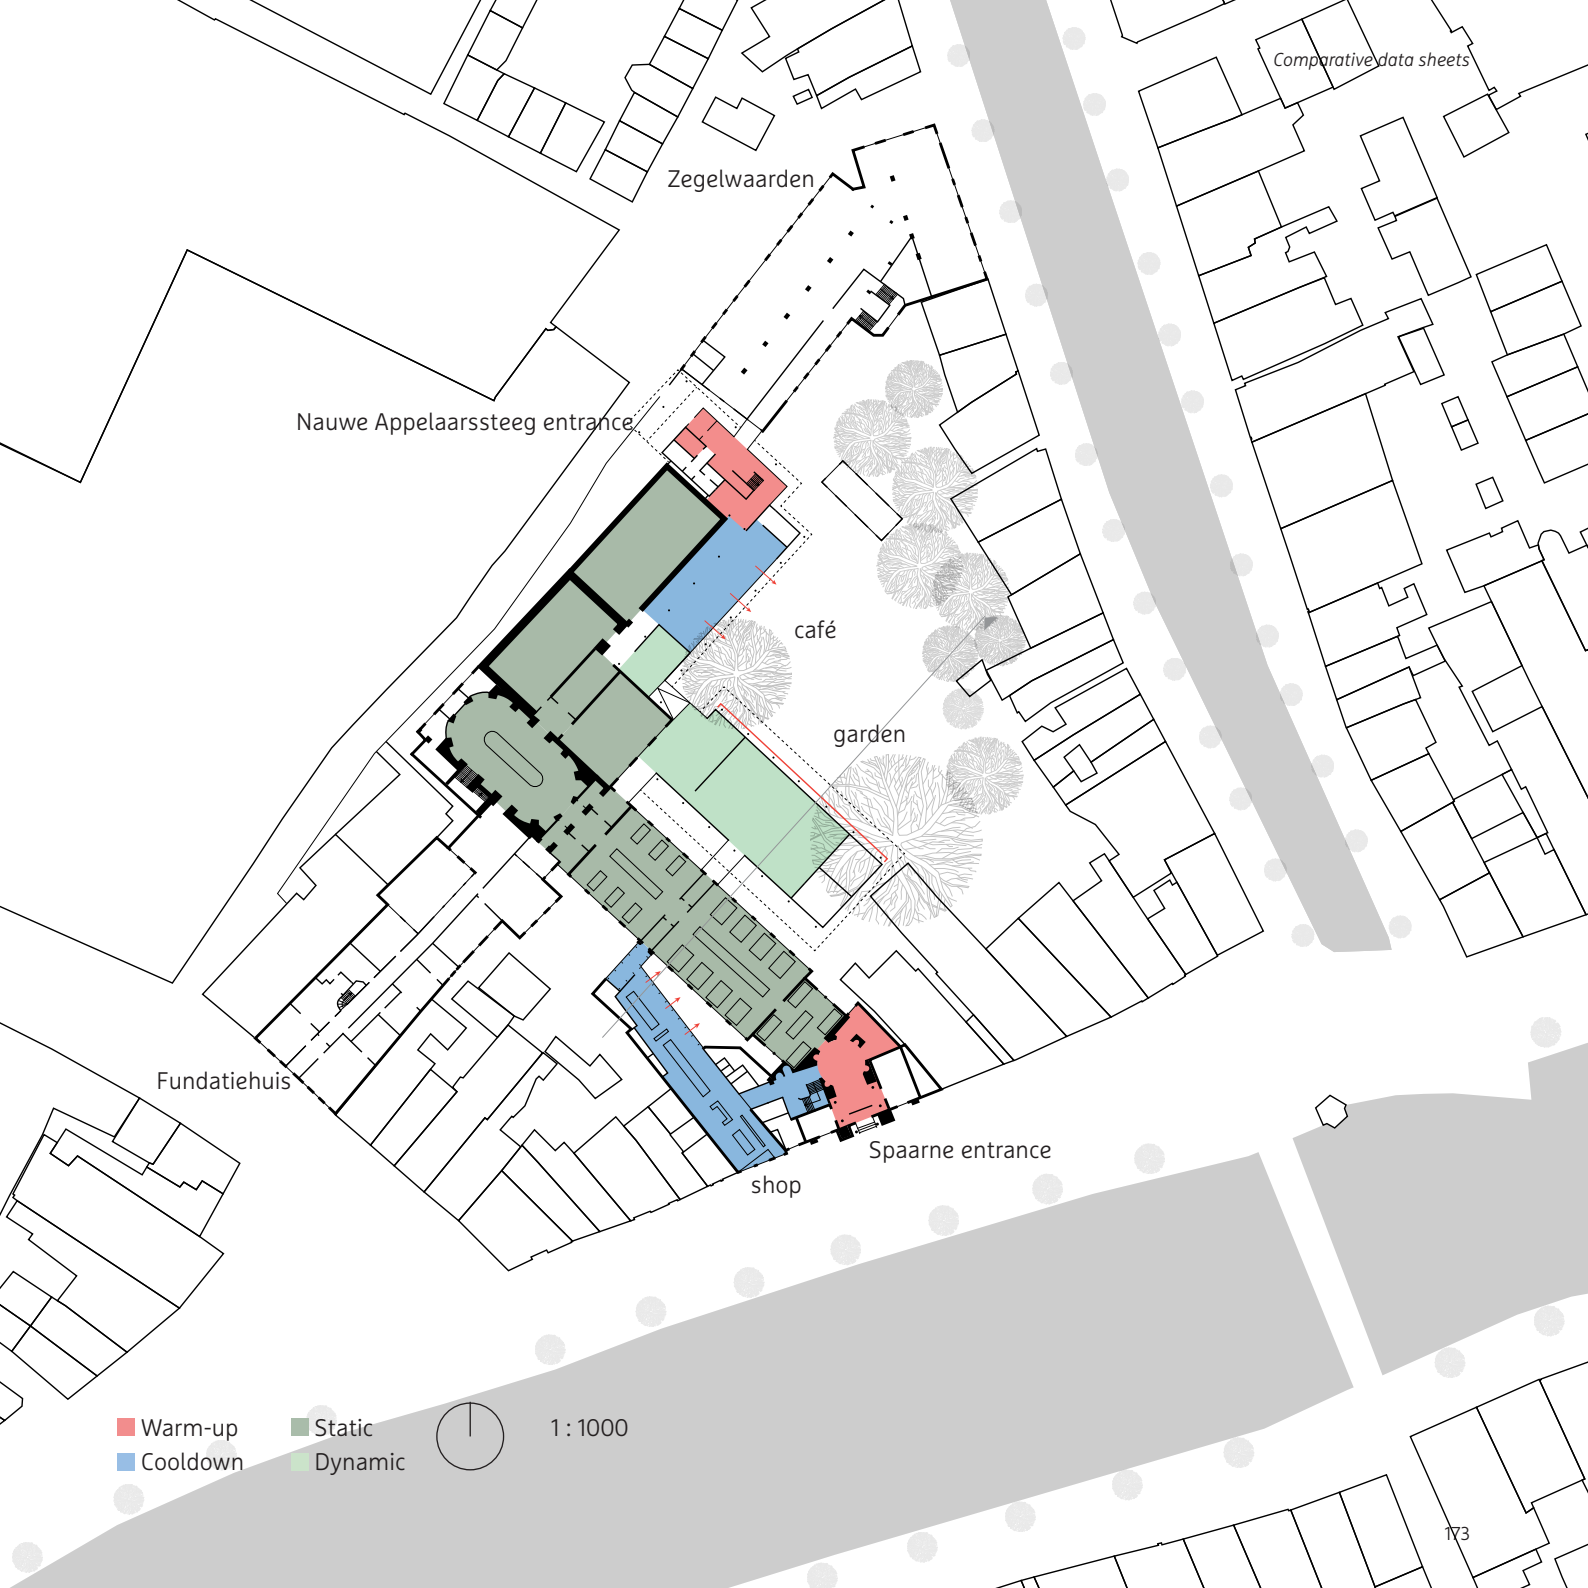 Comparative data sheets
Zegelwaarden
Nauwe Appelaarssteeg entrance
café
garden
Fundatiehuis
Spaarne entrance
shop
Warm-up
Static
1 : 1000
Cooldown
Dynamic
173